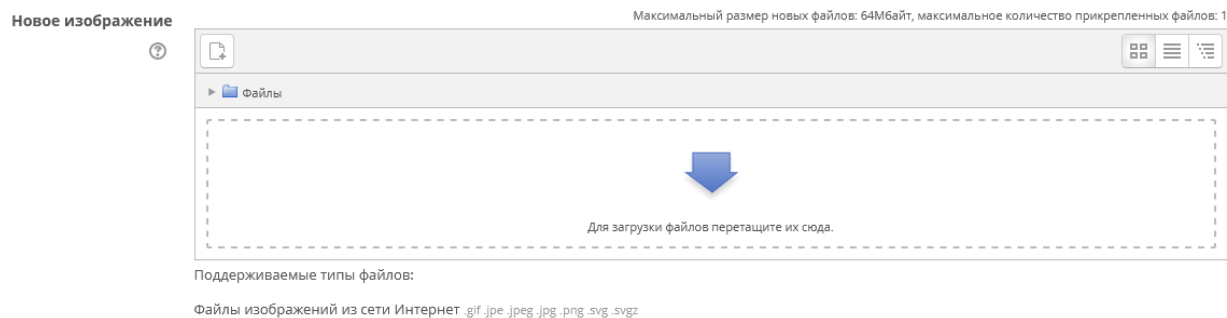 Новое изображение
Максимальный размер новых файлов: 64Мбайт, максимальное количество прикрепленных файлов: 1
Файлы
Для загрузки файлов перетащите их сюда.
Поддерживаемые типы файлов:
Файлы изображений из сети Интернет .gif .jpe .jpeg .jpg .png .svg .svgz